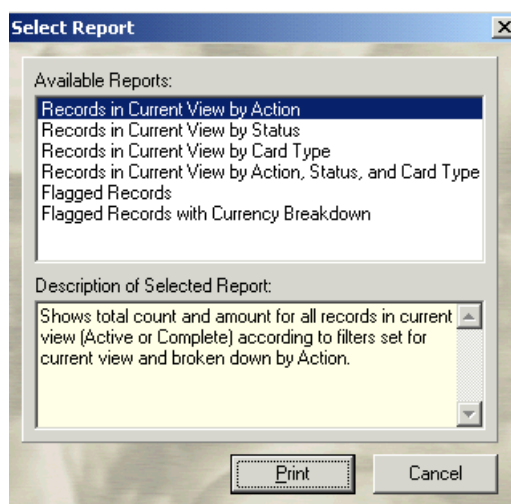 Select Report
Available Reports:
Records in Current View by Action
Records in Current View by Status
Records in Current View by Card Type
Records in Current View by Action, Status, and Card Type
Flagged Records
Flagged Records with Currency Breakdown
Description of Selected Report:
Shows total count and amount for all records in current
view (Active or Complete) according to filters set for
current view and broken down by Action.
Print
Cancel